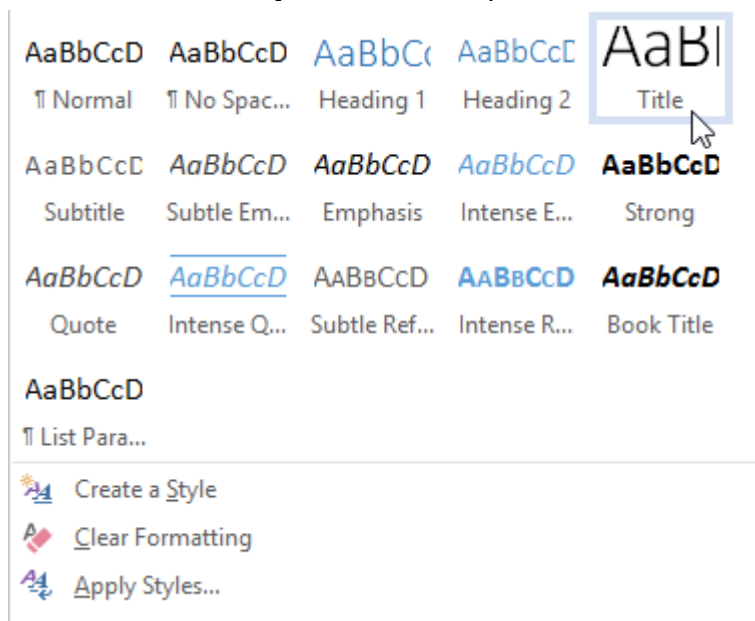 AaBbCcD AaBbCcD AaBbC AaBbCcD AaB
¶ Normal ¶ No Spac... Heading 1 Heading 2 Title
AaBbCcD AaBbCcD AaBbCcD AaBbCcD AaBbCcD
Subtitle Subtle Em... Emphasis Intense E... Strong
AaBbCcD AaBbCcD AaBbCcD AaBbCcD AaBbCcD
Quote Intense Q... Subtle Ref... Intense R... Book Title
AaBbCcD
¶ List Para...
Create a Style
Clear Formatting
Apply Styles...